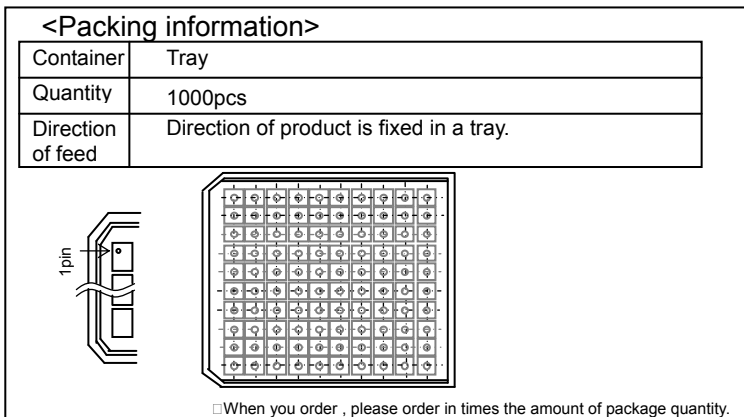 <Packing information>
Container Tray
Quantity 1000pcs
Direction of feed Direction of product is fixed in a tray.
1pin
□When you order , please order in times the amount of package quantity.